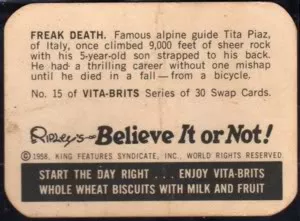 FREAK DEATH. Famous alpine guide Tita Piaz,
of Italy, once climbed 9,000 feet of sheer rock
with his 5-year-old son strapped to his back.
He had a thrilling career without one mishap
until he died in a fall — from a bicycle.
No. 15 of VITA-BRITS Series of 30 Swap Cards.
Ripley's — Believe It or Not!
© 1958, KING FEATURES SYNDICATE, INC., WORLD RIGHTS RESERVED.
START THE DAY RIGHT . . . ENJOY VITA-BRITS
WHOLE WHEAT BISCUITS WITH MILK AND FRUIT